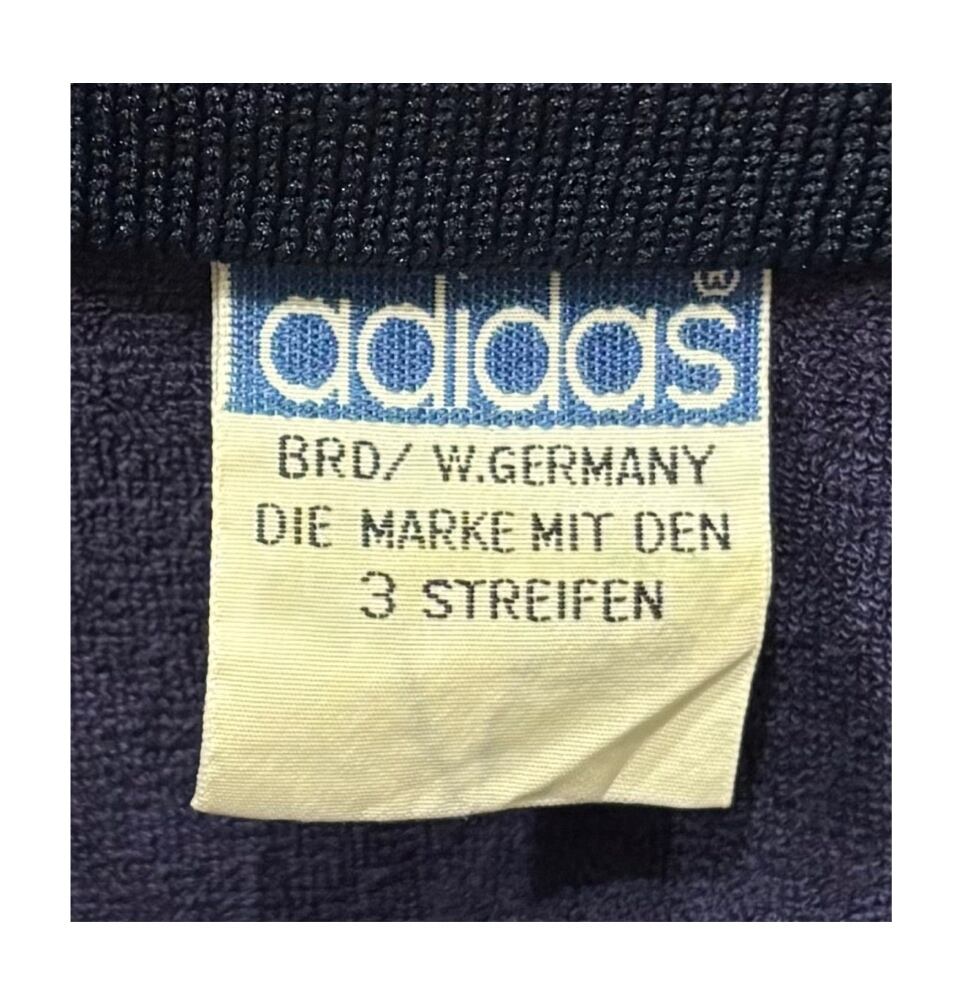 adidas®
BRD/ W.GERMANY
DIE MARKE MIT DEN
3 STREIFEN